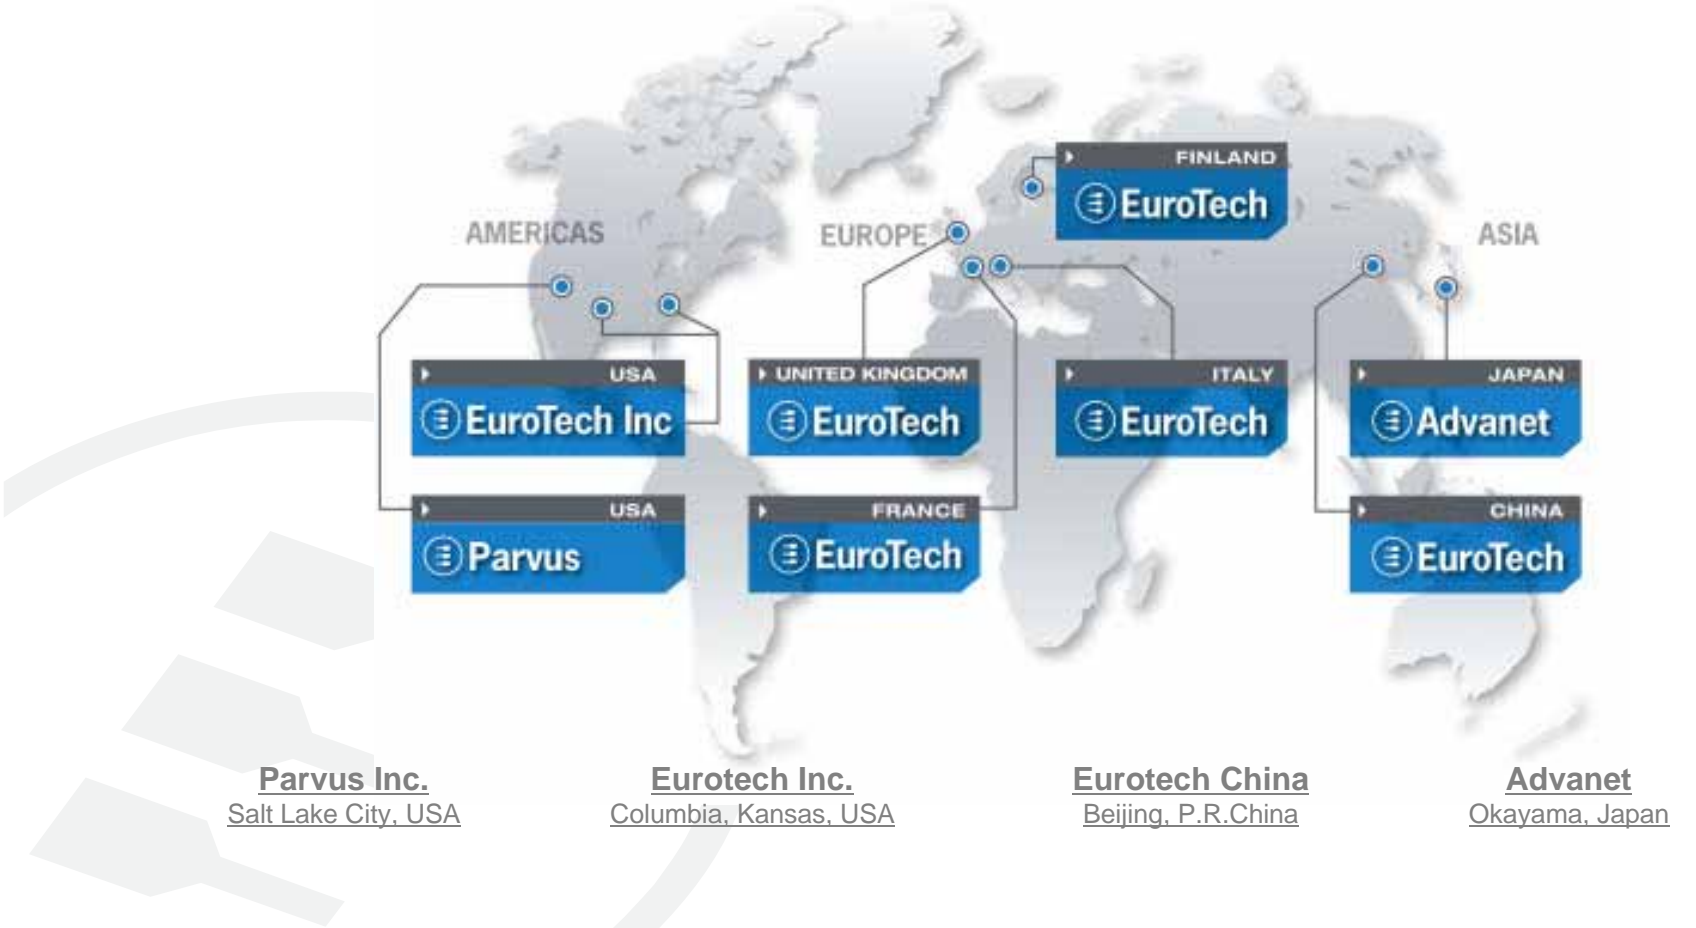 FINLAND
EuroTech
AMERICAS
EUROPE
ASIA
USA
EuroTech Inc
UNITED KINGDOM
EuroTech
ITALY
EuroTech
JAPAN
Advanet
USA
Parvus
FRANCE
EuroTech
CHINA
EuroTech
Parvus Inc.
Salt Lake City, USA
Eurotech Inc.
Columbia, Kansas, USA
Eurotech China
Beijing, P.R.China
Advanet
Okayama, Japan